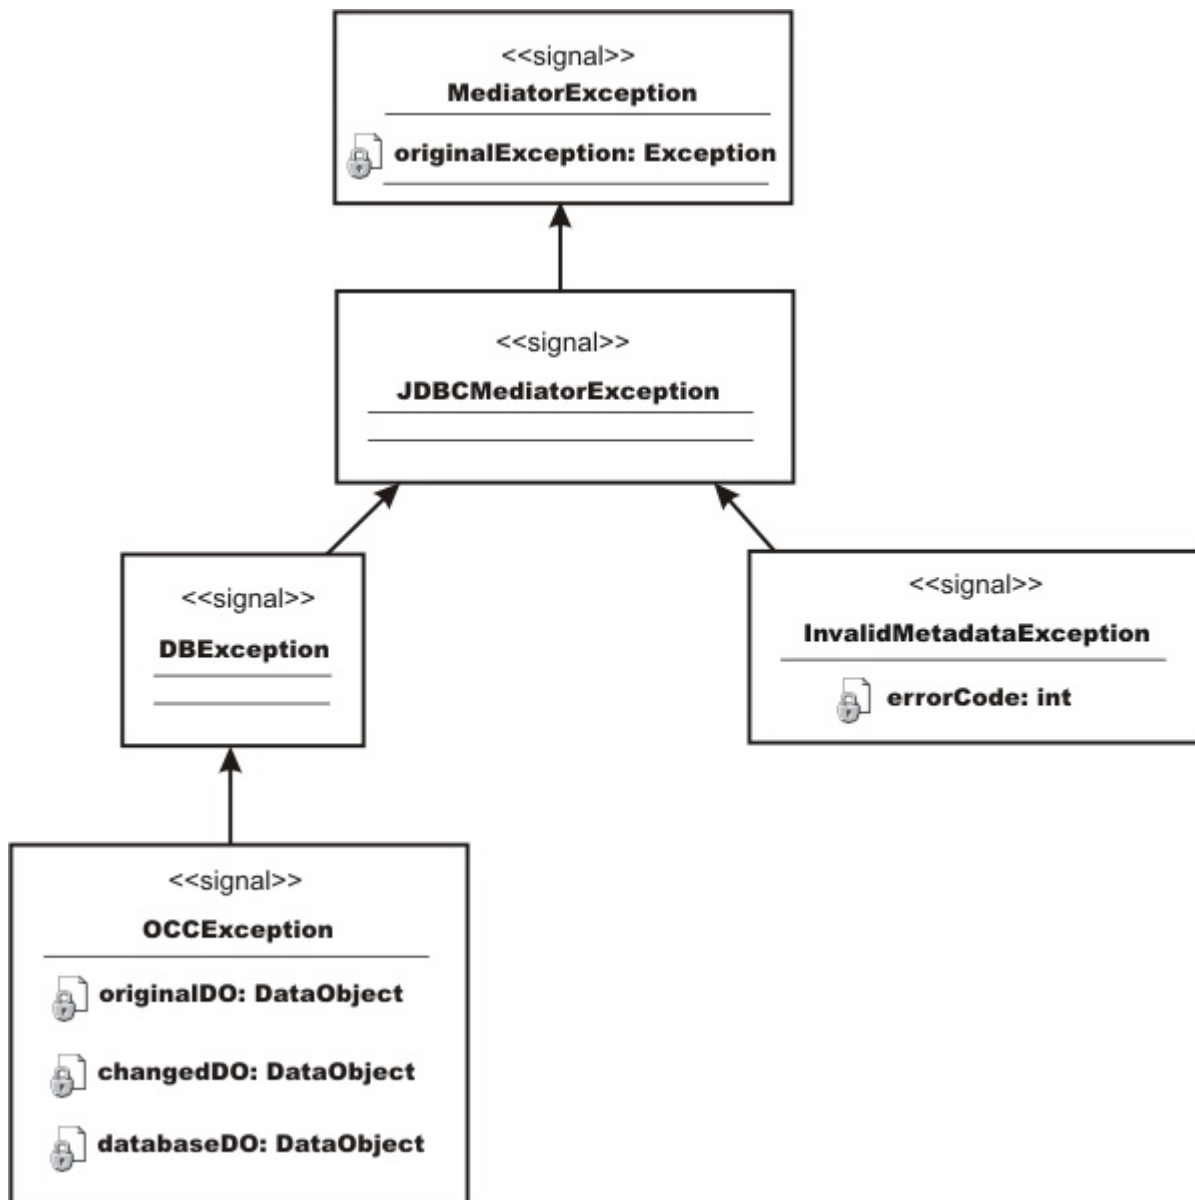 <<signal>>
MediatorException
originalException: Exception
<<signal>>
JDBCMediatorException
<<signal>>
DBException
<<signal>>
InvalidMetadataException
errorCode: int
<<signal>>
OCCException
originalDO: DataObject
changedDO: DataObject
databaseDO: DataObject